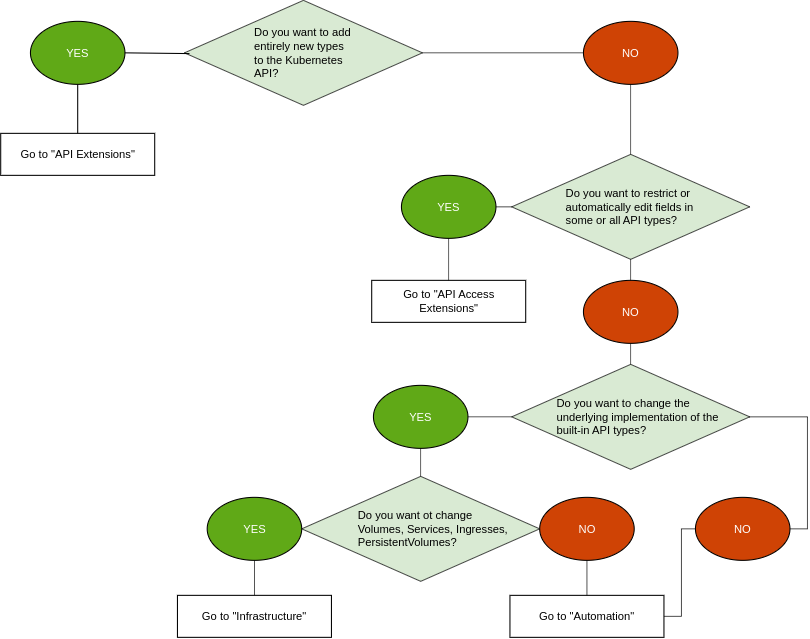 YES
Do you want to add
entirely new types
to the Kubernetes
API?
NO
Go to "API Extensions"
YES
Do you want to restrict or
automatically edit fields in
some or all API types?
Go to "API Access
Extensions"
NO
YES
Do you want to change the
underlying implementation of the
built-in API types?
YES
Do you want ot change
Volumes, Services, Ingresses,
PersistentVolumes?
NO
NO
Go to "Infrastructure"
Go to "Automation"